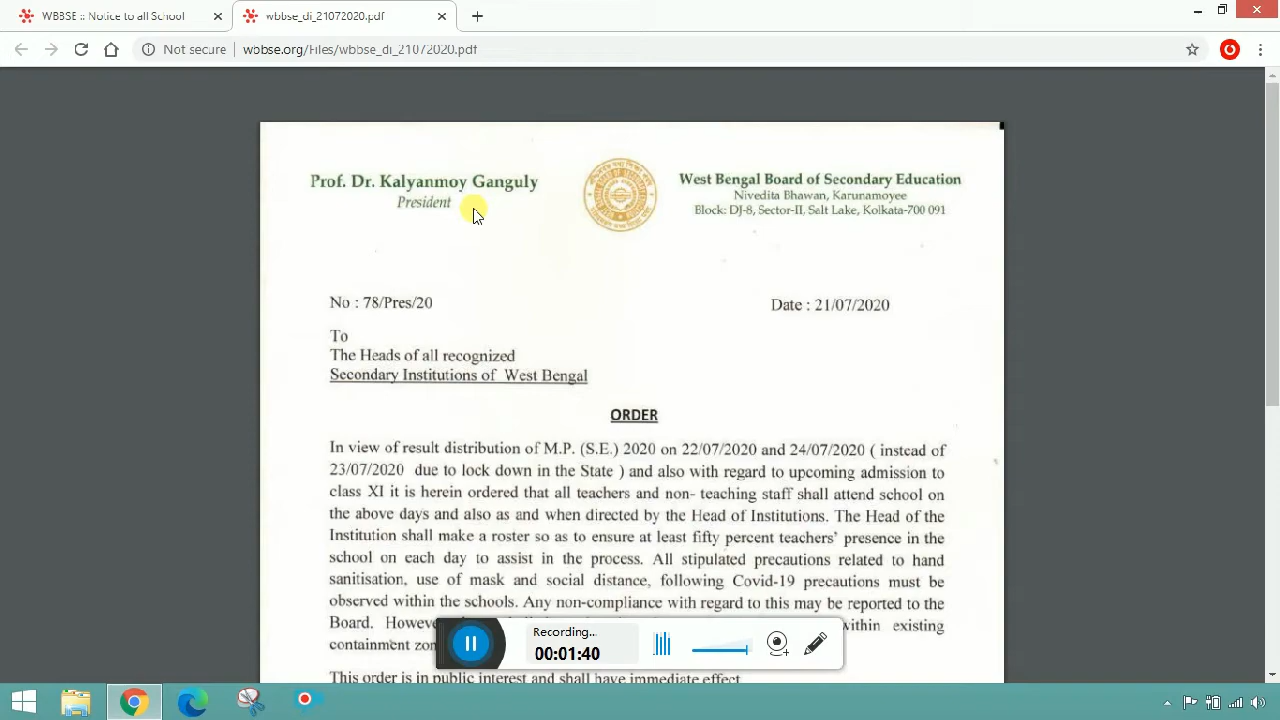 WBBSE :: Notice to all School
wbbse_di_21072020.pdf
Not secure
wbbse.org/Files/wbbse_di_21072020.pdf
Prof. Dr. Kalyanmoy Ganguly
President
West Bengal Board of Secondary Education
Nivedita Bhawan, Karunamoyee
Block: DJ-8, Sector-II, Salt Lake, Kolkata-700 091
No : 78/Pres/20
Date : 21/07/2020
To
The Heads of all recognized
Secondary Institutions of West Bengal
ORDER
In view of result distribution of M.P. (S.E.) 2020 on 22/07/2020 and 24/07/2020 ( instead of
23/07/2020 due to lock down in the State ) and also with regard to upcoming admission to
class XI it is herein ordered that all teachers and non- teaching staff shall attend school on
the above days and also as and when directed by the Head of Institutions. The Head of the
Institution shall make a roster so as to ensure at least fifty percent teachers' presence in the
school on each day to assist in the process. All stipulated precautions related to hand
sanitisation, use of mask and social distance, following Covid-19 precautions must be
observed within the schools. Any non-compliance with regard to this may be reported to the
Board. within existing
containment
This order is in public interest and shall have immediate effect
Recording...
00:01:40